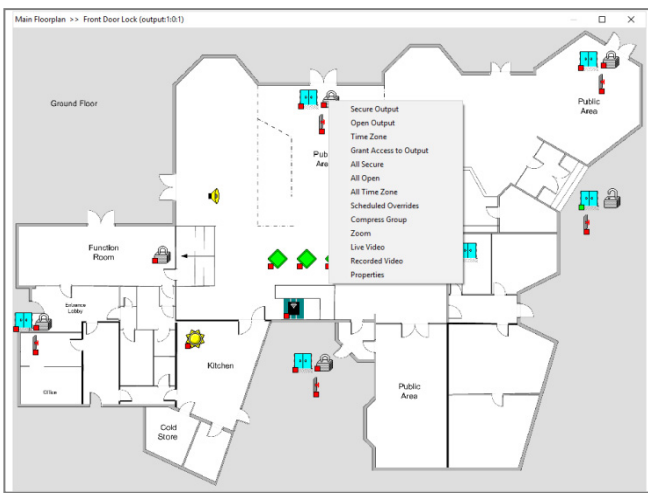 Main Floorplan >> Front Door Lock (output:1:0:1)
Ground Floor
Public
Area
Secure Output
Open Output
Time Zone
Grant Access to Output
All Secure
All Open
All Time Zone
Scheduled Overrides
Compress Group
Zoom
Live Video
Recorded Video
Properties
Function
Room
Entrance
Lobby
Office
Kitchen
Cold
Store
Public
Area